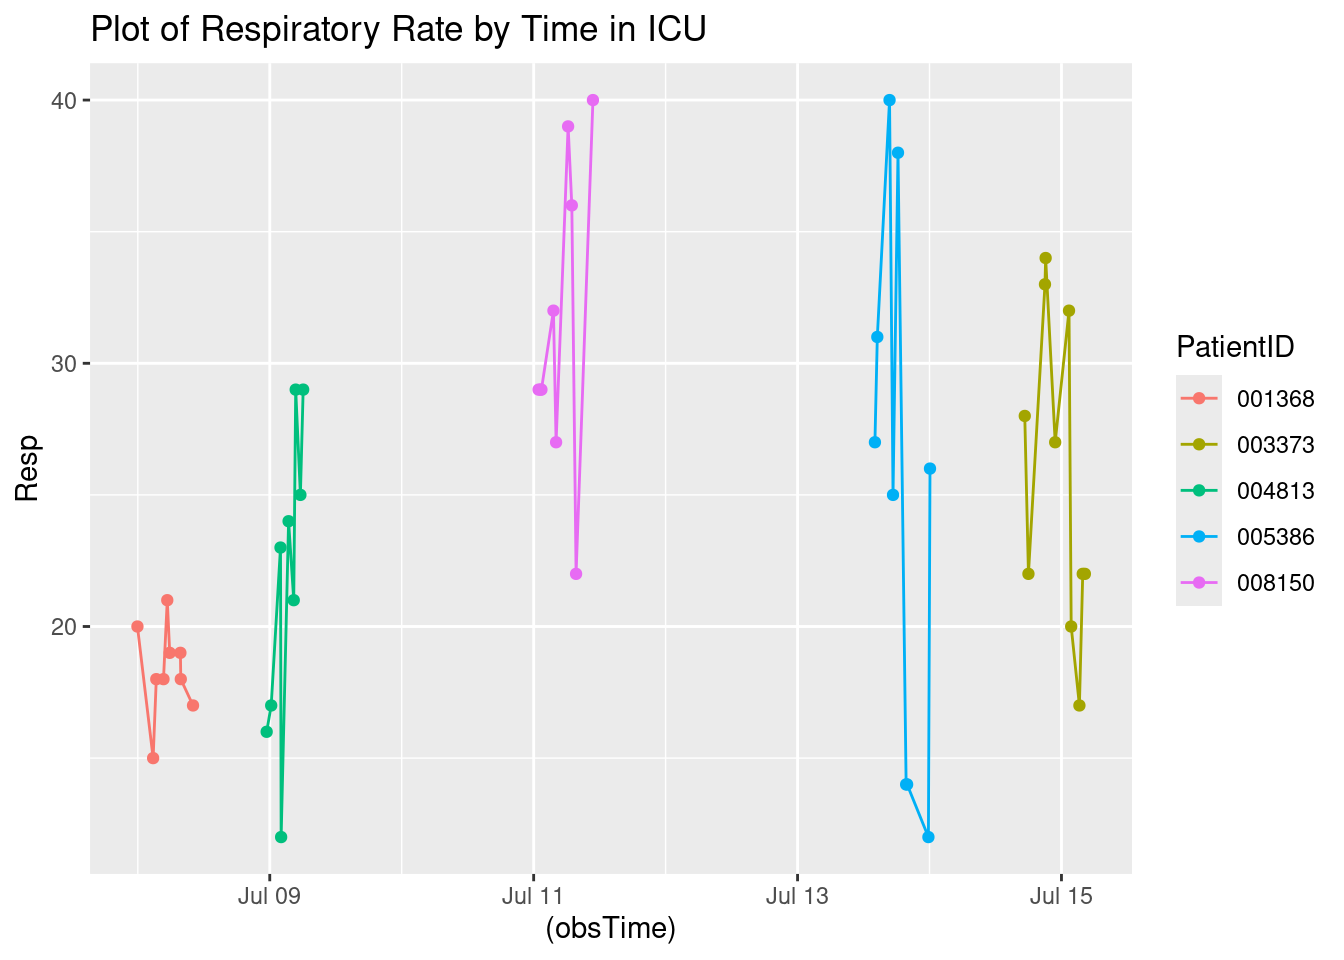 Plot of Respiratory Rate by Time in ICU
40
30
20
Resp
Jul 09
Jul 11
Jul 13
Jul 15
(obsTime)
PatientID
001368
003373
004813
005386
008150